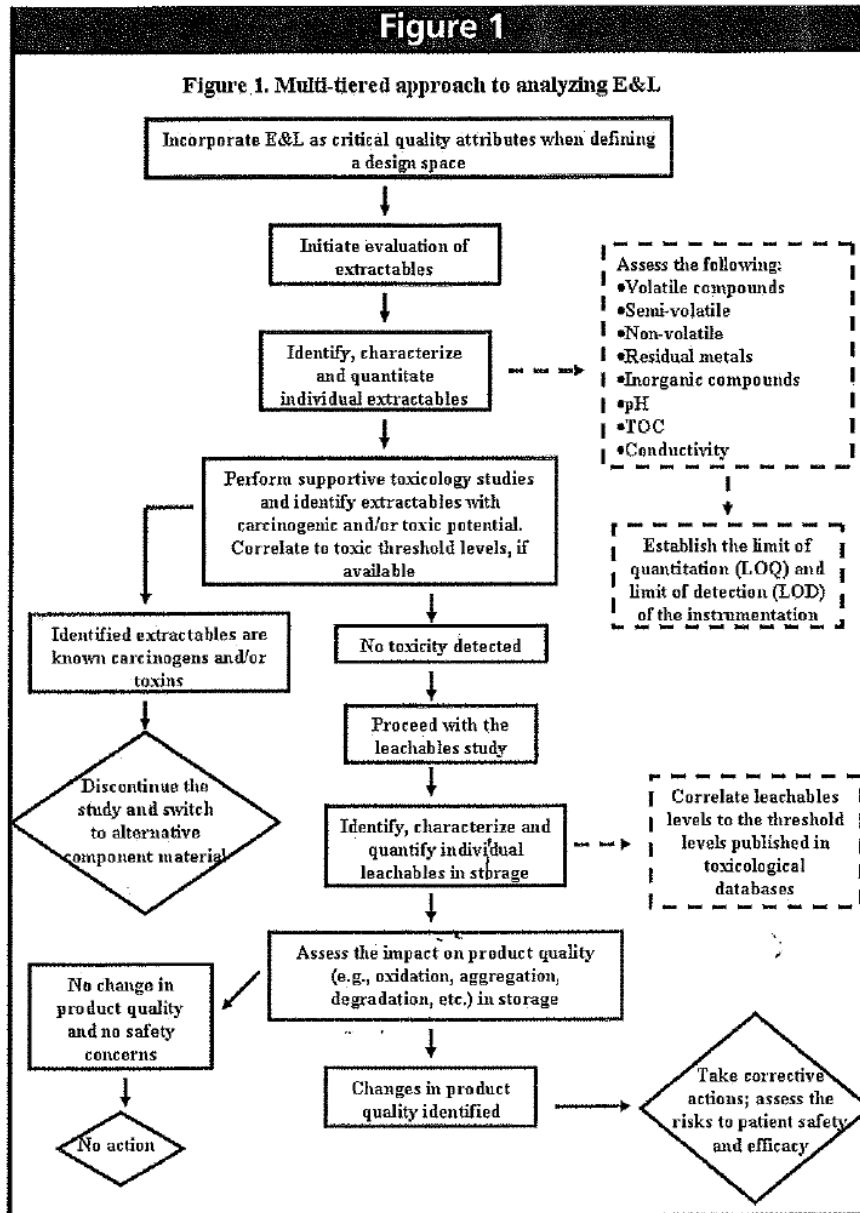 Figure 1
Figure 1. Multi-tiered approach to analyzing E&L
Incorporate E&L as critical quality attributes when defining
a design space
Initiate evaluation of
extractables
Assess the following:
•Volatile compounds
•Semi-volatile
•Non-volatile
•Residual metals
•Inorganic compounds
•pH
•TOC
•Conductivity
Identify, characterize
and quantitate
individual extractables
Perform supportive toxicology studies
and identify extractables with
carcinogenic and/or toxic potential.
Correlate to toxic threshold levels, if
available
Establish the limit of
quantitation (LOQ) and
limit of detection (LOD)
of the instrumentation
Identified extractables are
known carcinogens and/or
toxins
No toxicity detected
Proceed with the
leachables study
Discontinue the
study and switch
to alternative
component material
Identify, characterize and
quantify individual
leachables in storage
Correlate leachables
levels to the threshold
levels published in
toxicological
databases
Assess the impact on product quality
(e.g., oxidation, aggregation,
degradation, etc.) in storage
No change in
product quality
and no safety
concerns
Changes in product
quality identified
Take corrective
actions; assess the
risks to patient safety
and efficacy
No action